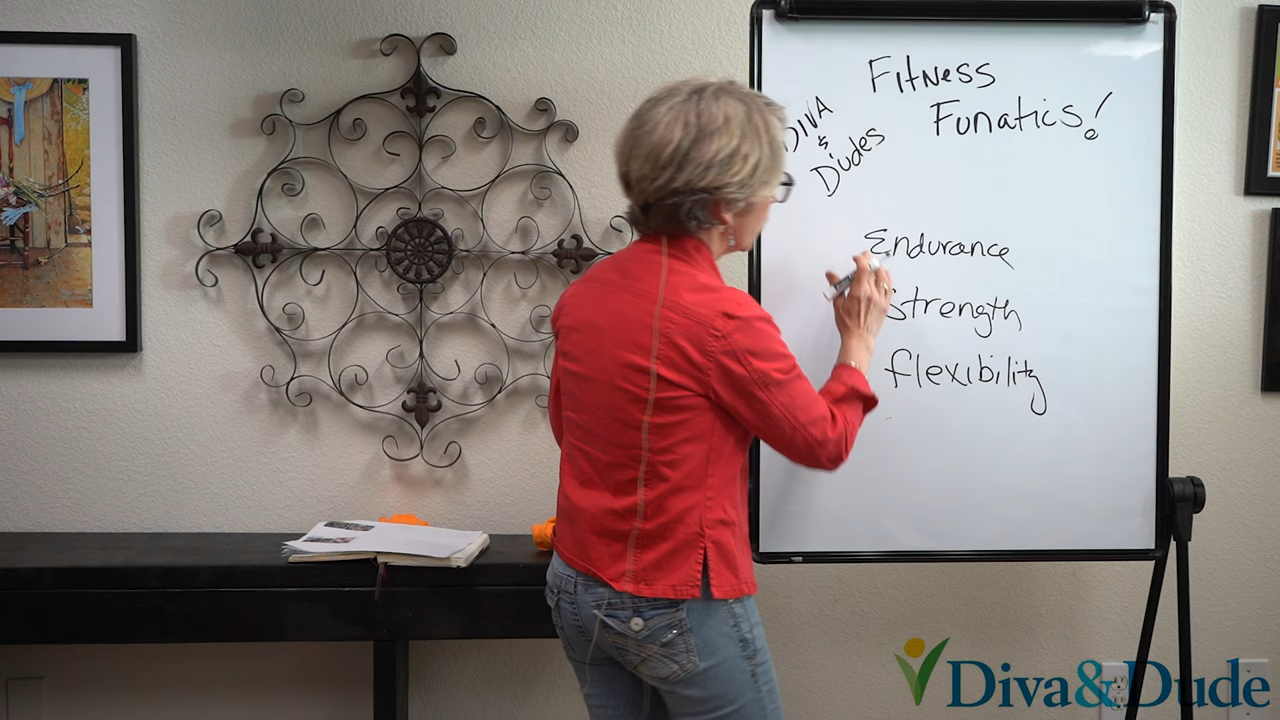 Fitness
Funatics!
DIVA
&
Dudes
Endurance
Strength
flexibility
Diva&Dude